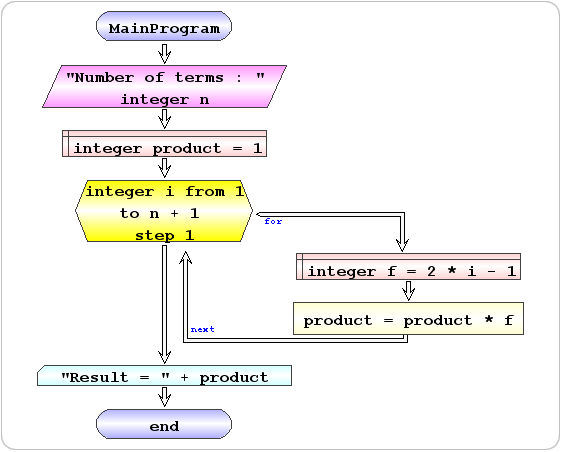 MainProgram
"Number of terms : "
integer n
integer product = 1
integer i from 1
to n + 1
step 1
for
integer f = 2 * i - 1
product = product * f
next
"Result = " + product
end